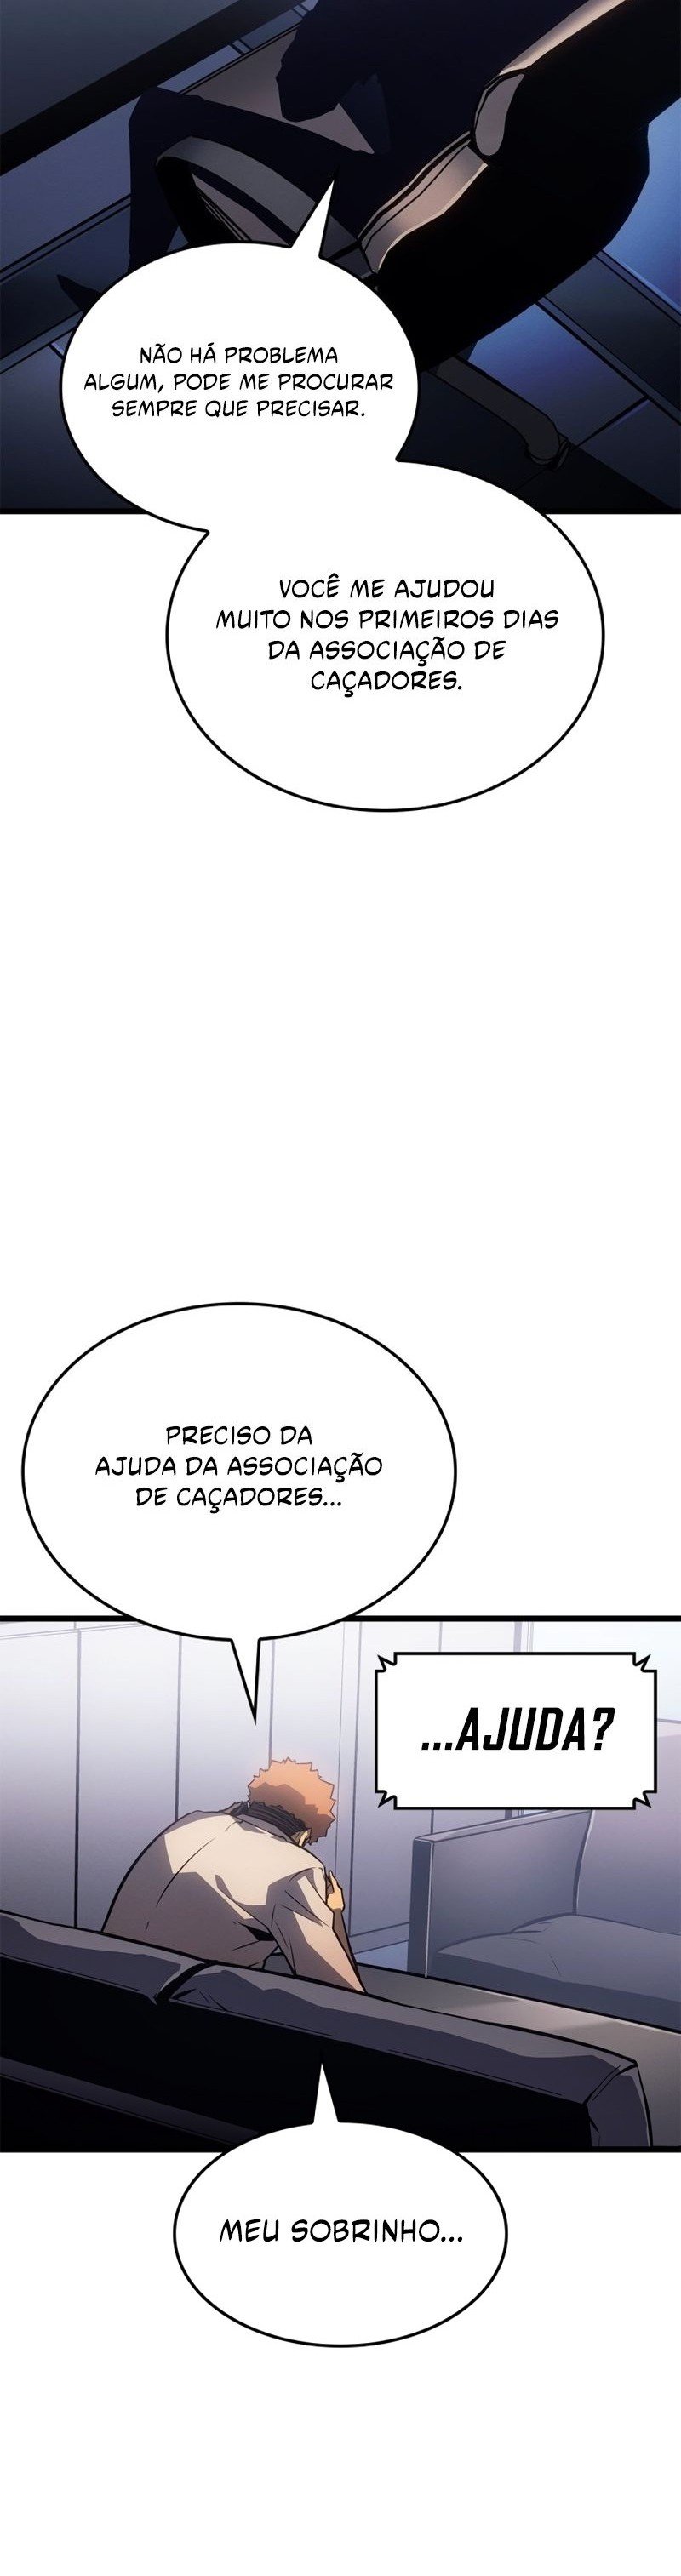 NÃO HÁ PROBLEMA
ALGUM, PODE ME PROCURAR
SEMPRE QUE PRECISAR.
VOCÊ ME AJUDOU
MUITO NOS PRIMEIROS DIAS
DA ASSOCIAÇÃO DE
CAÇADORES.
PRECISO DA
AJUDA DA ASSOCIAÇÃO
DE CAÇADORES...
...AJUDA?
MEU SOBRINHO...